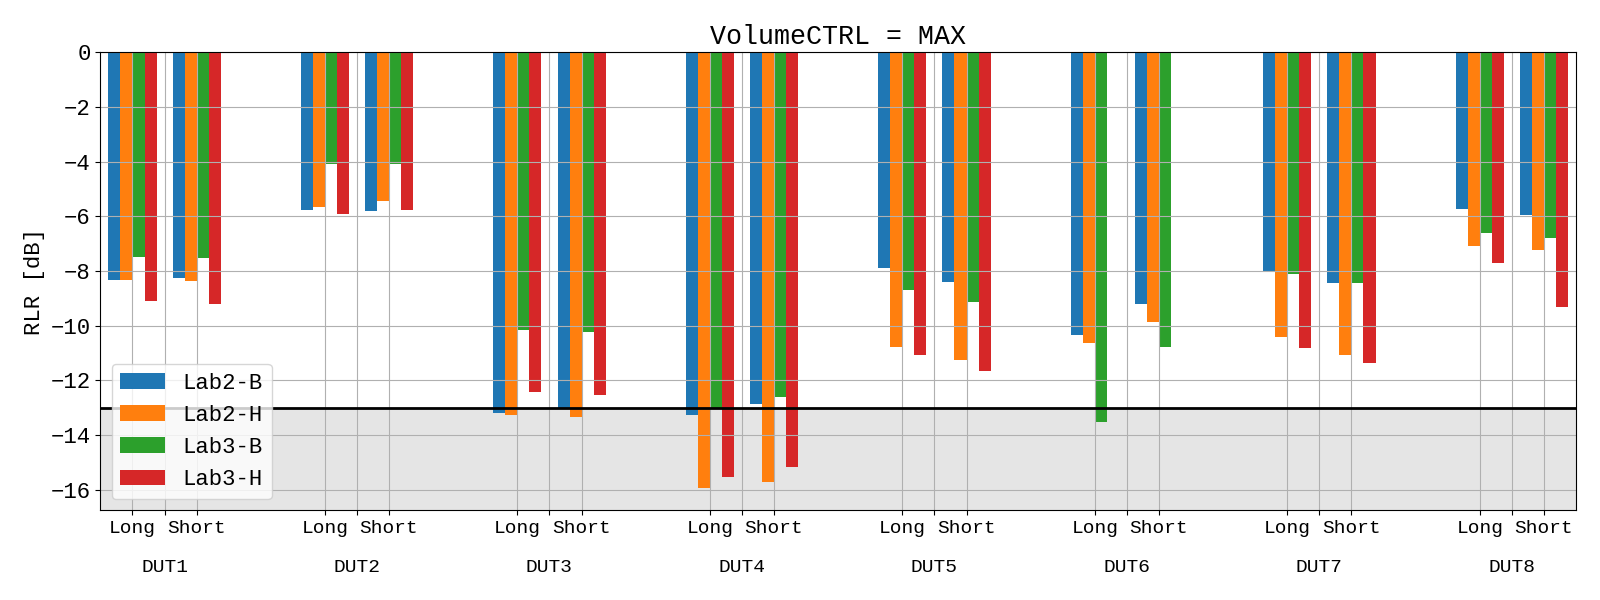 VolumeCTRL = MAX
RLR [dB]
0
−2
−4
−6
−8
−10
−12
−14
−16
Lab2-B
Lab2-H
Lab3-B
Lab3-H
Long Short Long Short Long Short Long Short Long Short Long Short Long Short Long Short
DUT1 DUT2 DUT3 DUT4 DUT5 DUT6 DUT7 DUT8